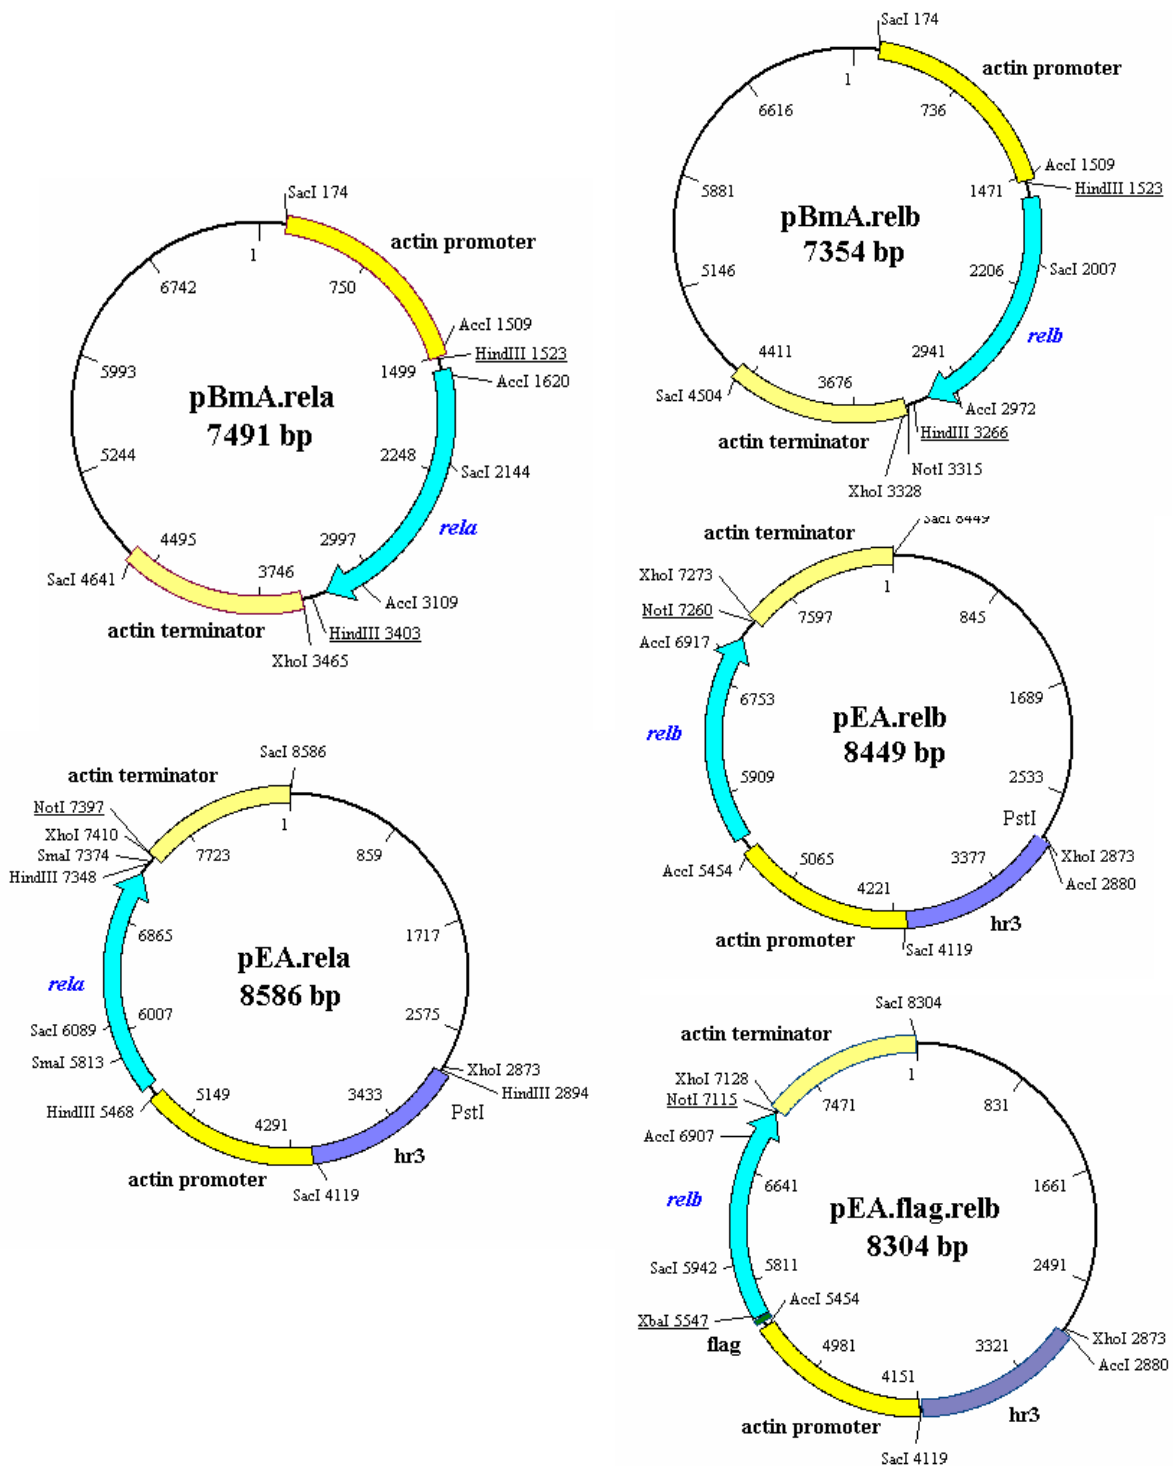 SacI 174
actin promoter
1
750
6742
AccI 1509
HindIII 1523
1499
AccI 1620
5993
pBmA.rela
7491 bp
5244
2248
SacI 2144
rela
2997
4495
3746
SacI 4641
AccI 3109
actin terminator
HindIII 3403
XhoI 3465
SacI 174
actin promoter
1
736
6616
AccI 1509
1471
HindIII 1523
5881
pBmA.relb
7354 bp
5146
2206
SacI 2007
relb
2941
4411
3676
SacI 4504
AccI 2972
HindIII 3266
actin terminator
NotI 3315
XhoI 3328
SacI 8449
actin terminator
XhoI 7273
1
NotI 7260
7597
845
AccI 6917
6753
1689
relb
pEA.relb
8449 bp
5909
2533
PstI
XhoI 2873
AccI 5454
5065
3377
AccI 2880
4221
hr3
actin promoter
SacI 4119
SacI 8586
actin terminator
NotI 7397
1
XhoI 7410
SmaI 7374
7723
859
HindIII 7348
6865
1717
pEA.rela
8586 bp
rela
SacI 6089
6007
2575
SmaI 5813
XhoI 2873
HindIII 2894
HindIII 5468
5149
3433
PstI
4291
hr3
actin promoter
SacI 4119
SacI 8304
actin terminator
XhoI 7128
1
NotI 7115
7471
831
AccI 6907
6641
1661
relb
pEA.flag.relb
8304 bp
SacI 5942
5811
2491
AccI 5454
XbaI 5547
flag
XhoI 2873
4981
3321
AccI 2880
4151
hr3
actin promoter
SacI 4119